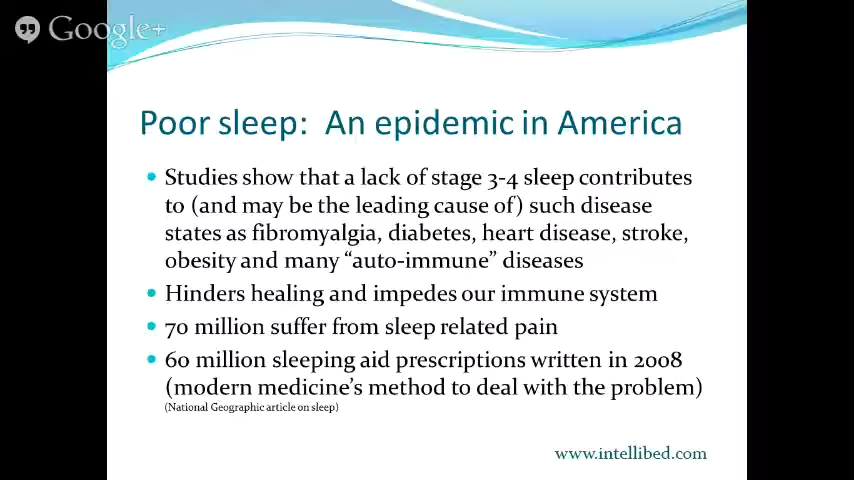 Google+
Poor sleep:  An epidemic in America
• Studies show that a lack of stage 3-4 sleep contributes
to (and may be the leading cause of) such disease
states as fibromyalgia, diabetes, heart disease, stroke,
obesity and many “auto-immune” diseases
• Hinders healing and impedes our immune system
• 70 million suffer from sleep related pain
• 60 million sleeping aid prescriptions written in 2008
(modern medicine’s method to deal with the problem)
(National Geographic article on sleep)
www.intellibed.com